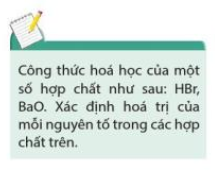 Công thức hoá học của một
số hợp chất như sau: HBr,
BaO. Xác định hoá trị của
mỗi nguyên tố trong các hợp
chất trên.